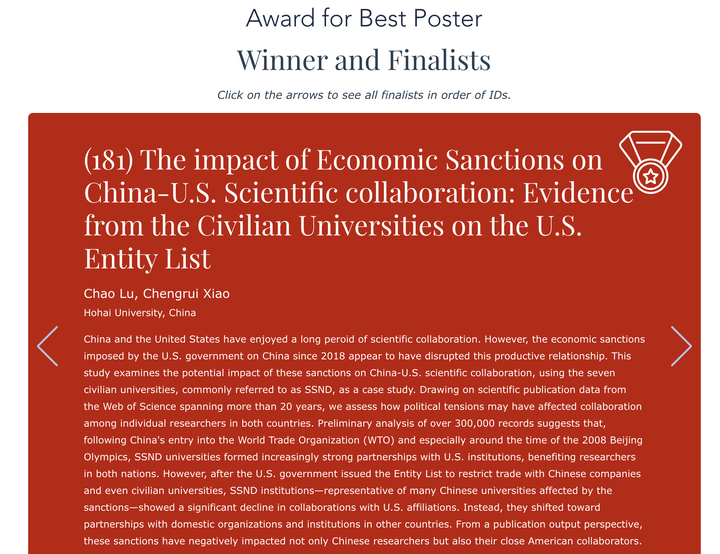 Award for Best Poster
Winner and Finalists
Click on the arrows to see all finalists in order of IDs.
(181) The impact of Economic Sanctions on
China-U.S. Scientific collaboration: Evidence
from the Civilian Universities on the U.S.
Entity List
Chao Lu, Chengrui Xiao
Hohai University, China
China and the United States have enjoyed a long peroid of scientific collaboration. However, the economic sanctions
imposed by the U.S. government on China since 2018 appear to have disrupted this productive relationship. This
study examines the potential impact of these sanctions on China-U.S. scientific collaboration, using the seven
civilian universities, commonly referred to as SSND, as a case study. Drawing on scientific publication data from
the Web of Science spanning more than 20 years, we assess how political tensions may have affected collaboration
among individual researchers in both countries. Preliminary analysis of over 300,000 records suggests that,
following China's entry into the World Trade Organization (WTO) and especially around the time of the 2008 Beijing
Olympics, SSND universities formed increasingly strong partnerships with U.S. institutions, benefiting researchers
in both nations. However, after the U.S. government issued the Entity List to restrict trade with Chinese companies
and even civilian universities, SSND institutions—representative of many Chinese universities affected by the
sanctions—showed a significant decline in collaborations with U.S. affiliations. Instead, they shifted toward
partnerships with domestic organizations and institutions in other countries. From a publication output perspective,
these sanctions have negatively impacted not only Chinese researchers but also their close American collaborators.